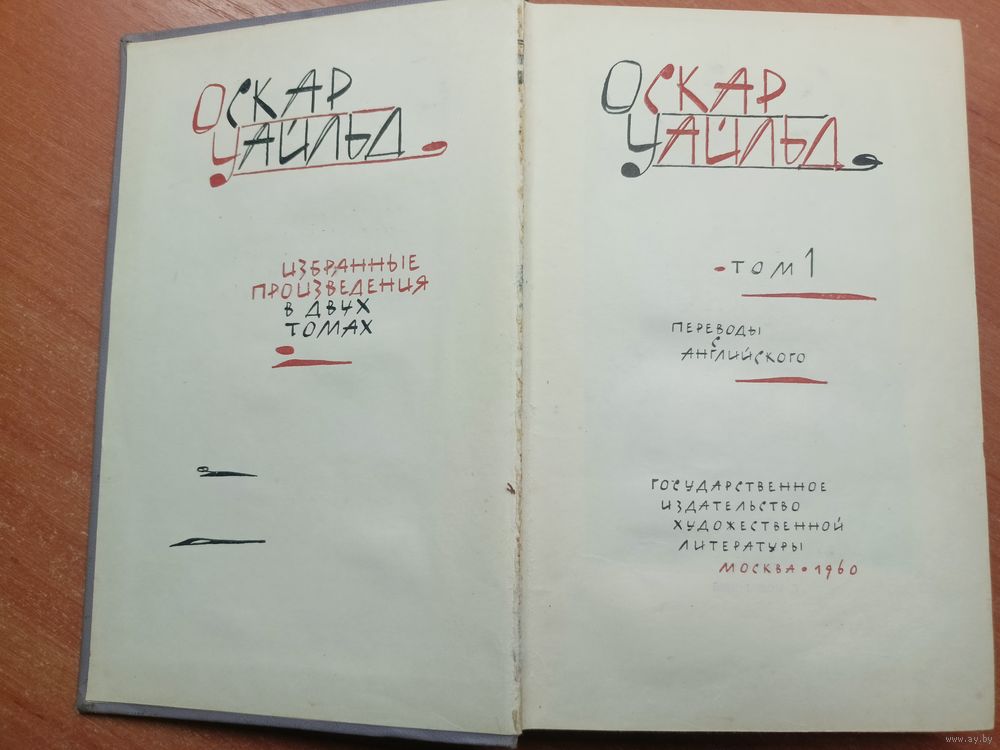 ОСКАР
УАЙЛЬД
ИЗБРАННЫЕ
ПРОИЗВЕДЕНИЯ
В ДВУХ
ТОМАХ
ОСКАР
УАЙЛЬД
ТОМ 1
ПЕРЕВОДЫ
С
АНГЛИЙСКОГО
ГОСУДАРСТВЕННОЕ
ИЗДАТЕЛЬСТВО
ХУДОЖЕСТВЕННОЙ
ЛИТЕРАТУРЫ
МОСКВА • 1960
www.ay.by